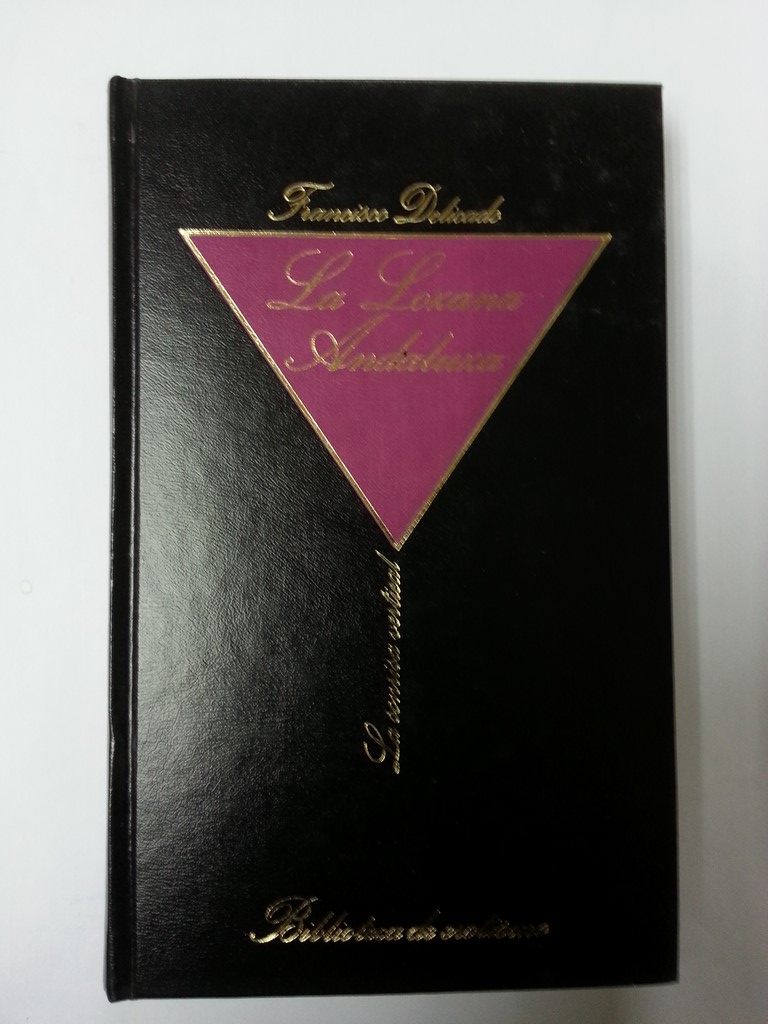 Francisco Delicado
La Lozana
Andaluza
La sonrisa vertical
Biblioteca de erotismo